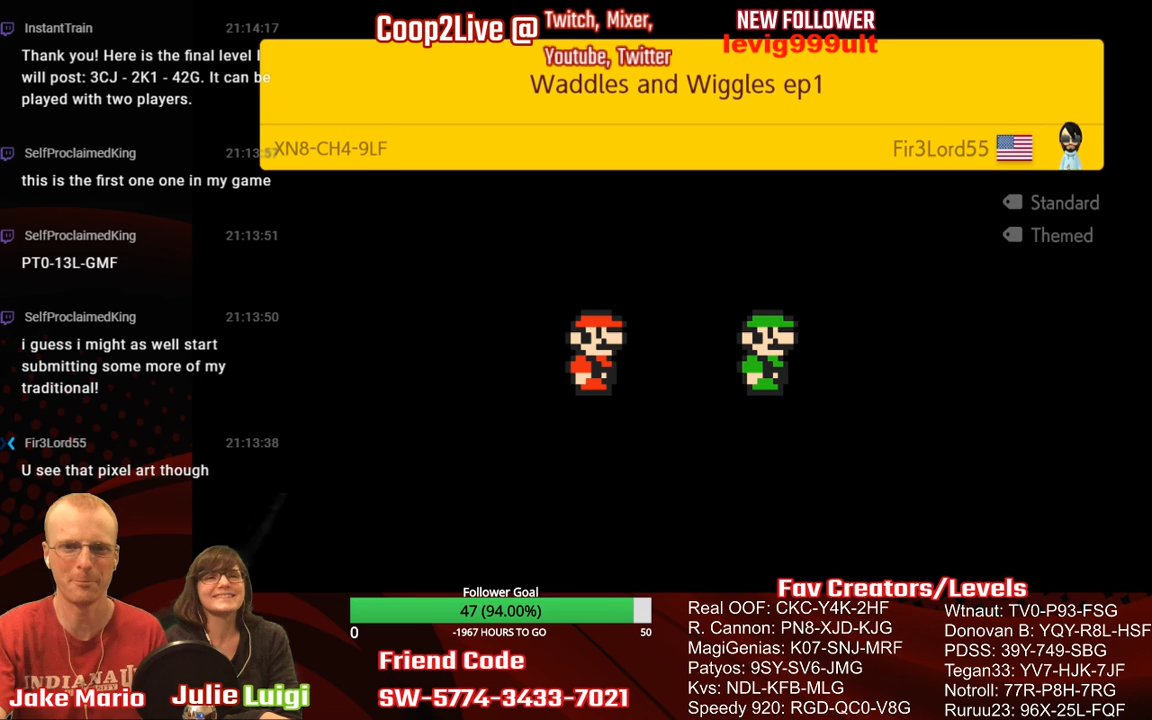 InstantTrain 21:14:17
Thank you! Here is the final level I
will post: 3CJ - 2K1 - 42G. It can be
played with two players.
SelfProclaimedKing 21:13:57
this is the first one one in my game
SelfProclaimedKing 21:13:51
PT0-13L-GMF
SelfProclaimedKing 21:13:50
i guess i might as well start
submitting some more of my
traditional!
Fir3Lord55 21:13:38
U see that pixel art though
Coop2Live @ Twitch, Mixer,
Youtube, Twitter
NEW FOLLOWER
levig999ult
Waddles and Wiggles ep1
XN8-CH4-9LF
Fir3Lord55
Standard
Themed
INDIANA
Jake Mario
Julie Luigi
Follower Goal
47 (94.00%)
0 -1967 HOURS TO GO 50
Friend Code
SW-5774-3433-7021
Fav Creators/Levels
Real OOF: CKC-Y4K-2HF
R. Cannon: PN8-XJD-KJG
MagiGenias: K07-SNJ-MRF
Patyos: 9SY-SV6-JMG
Kvs: NDL-KFB-MLG
Speedy 920: RGD-QC0-V8G
Wtnaut: TV0-P93-FSG
Donovan B: YQY-R8L-HSF
PDSS: 39Y-749-SBG
Tegan33: YV7-HJK-7JF
Notroll: 77R-P8H-7RG
Ruruu23: 96X-25L-FQF